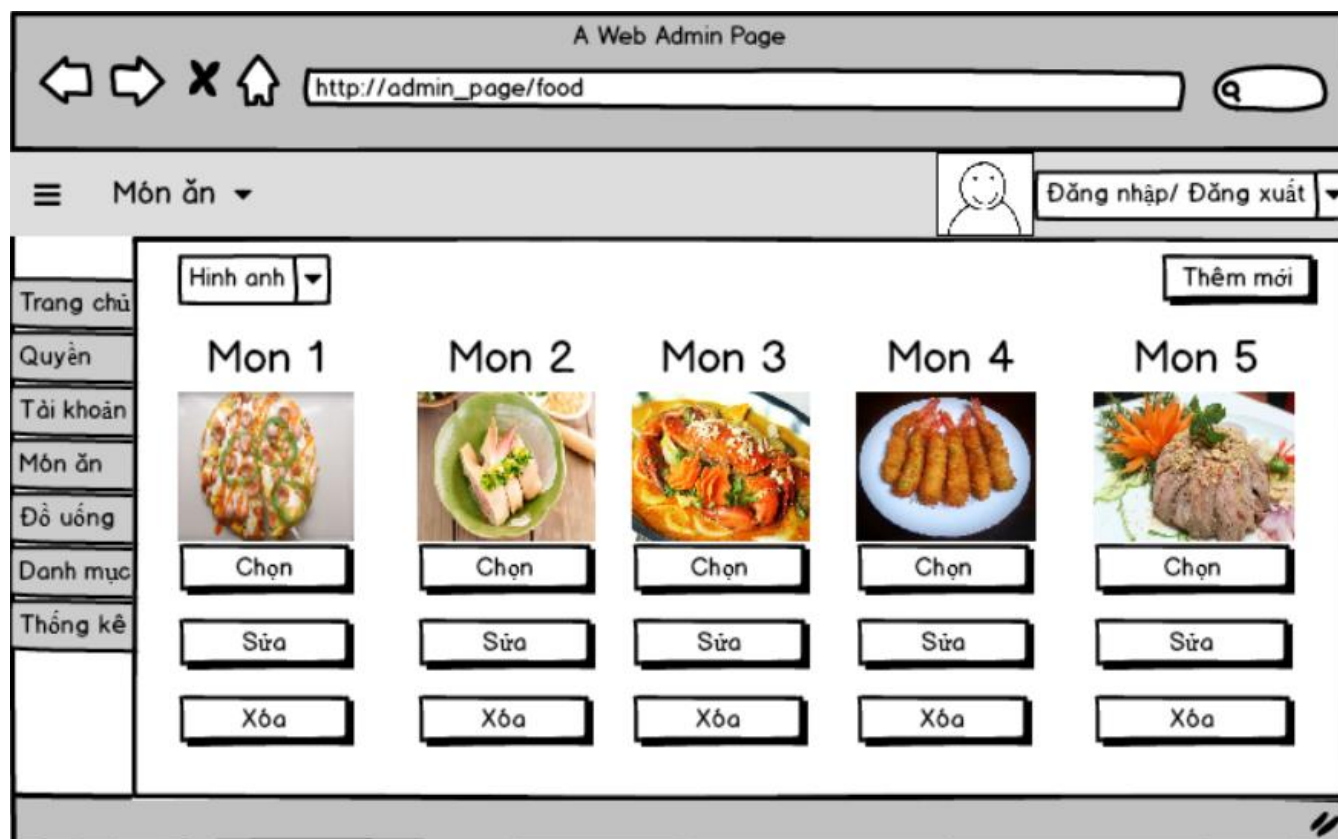 A Web Admin Page
http://admin_page/food
Món ăn
Đăng nhập/ Đăng xuất
Hinh anh
Thêm mới
Trang chủ
Quyền
Tài khoản
Món ăn
Đồ uống
Danh mục
Thống kê
Mon 1 Mon 2 Mon 3 Mon 4 Mon 5
Chọn Chọn Chọn Chọn Chọn
Sửa Sửa Sửa Sửa Sửa
Xóa Xóa Xóa Xóa Xóa